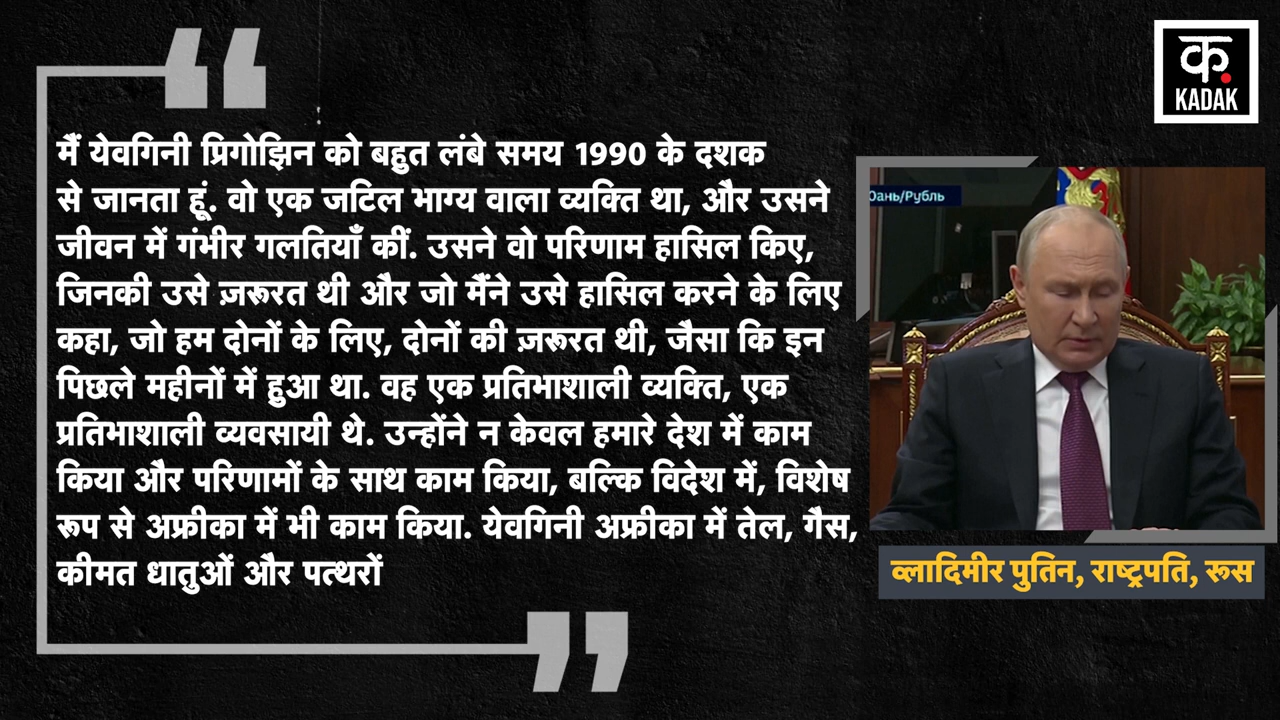 क
KADAK
मैं येवगिनी प्रिगोझिन को बहुत लंबे समय 1990 के दशक
से जानता हूं. वो एक जटिल भाग्य वाला व्यक्ति था, और उसने
जीवन में गंभीर गलतियाँ कीं. उसने वो परिणाम हासिल किए,
जिनकी उसे ज़रूरत थी और जो मैंने उसे हासिल करने के लिए
कहा, जो हम दोनों के लिए, दोनों की ज़रूरत थी, जैसा कि इन
पिछले महीनों में हुआ था. वह एक प्रतिभाशाली व्यक्ति, एक
प्रतिभाशाली व्यवसायी थे. उन्होंने न केवल हमारे देश में काम
किया और परिणामों के साथ काम किया, बल्कि विदेश में, विशेष
रूप से अफ्रीका में भी काम किया. येवगिनी अफ्रीका में तेल, गैस,
कीमत धातुओं और पत्थरों
Юань/Рубль
व्लादिमीर पुतिन, राष्ट्रपति, रूस